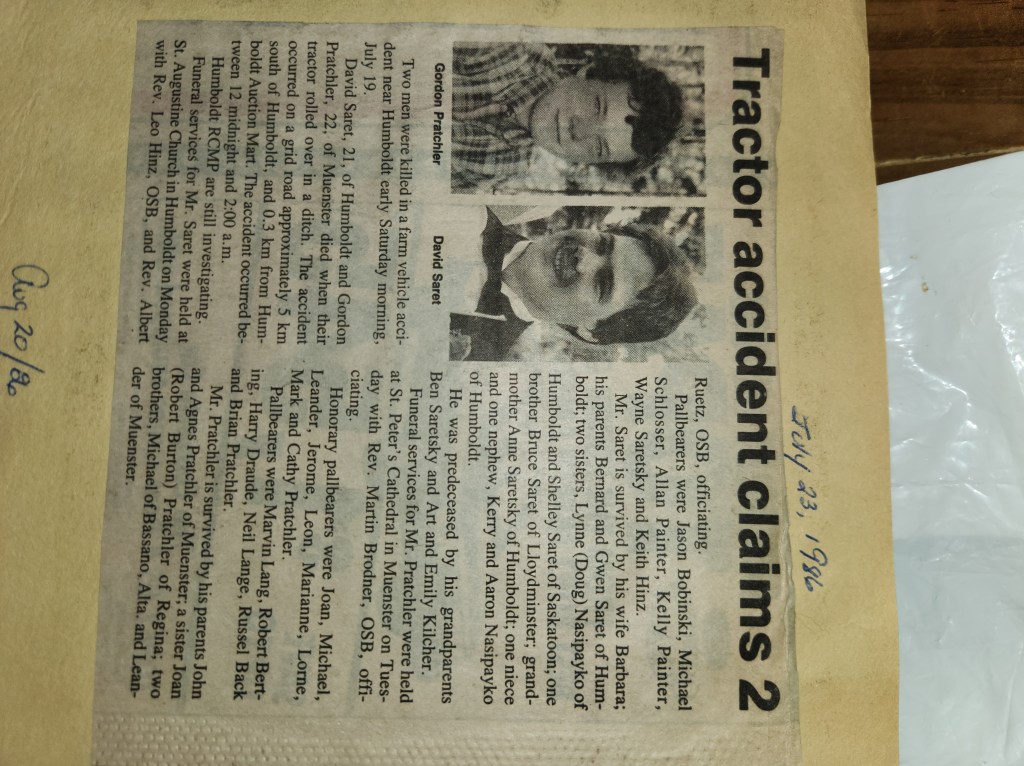 July 23, 1986
Tractor accident claims 2
Gordon Pratchler
David Saret
Two men were killed in a farm vehicle acci-
dent near Humboldt early Saturday morning,
July 19.
David Saret, 21, of Humboldt and Gordon
Pratchler, 22, of Muenster died when their
tractor rolled over in a ditch. The accident
occurred on a grid road approximately 5 km
south of Humboldt, and 0.3 km from Hum-
boldt Auction Mart. The accident occurred be-
tween 12 midnight and 2:00 a.m.
Humboldt RCMP are still investigating.
Funeral services for Mr. Saret were held at
St. Augustine Church in Humboldt on Monday
with Rev. Leo Hinz, OSB, and Rev. Albert
Ruetz, OSB, officiating.
Pallbearers were Jason Bobinski, Michael
Schlosser, Allan Painter, Kelly Painter,
Wayne Saretsky and Keith Hinz.
Mr. Saret is survived by his wife Barbara;
his parents Bernard and Gwen Saret of Hum-
boldt; two sisters, Lynne (Doug) Nasipayko of
Humboldt and Shelley Saret of Saskatoon; one
brother Bruce Saret of Lloydminster; grand-
mother Anne Saretsky of Humboldt; one niece
and one nephew, Kerry and Aaron Nasipayko
of Humboldt.
He was predeceased by his grandparents
Ben Saretsky and Art and Emily Kilcher.
Funeral services for Mr. Pratchler were held
at St. Peter's Cathedral in Muenster on Tues-
day with Rev. Martin Brodner, OSB, offi-
ciating.
Honorary pallbearers were Joan, Michael,
Leander, Jerome, Leon, Marianne, Lorne,
Mark and Cathy Pratchler.
Pallbearers were Marvin Lang, Robert Bert-
ing, Harry Draude, Neil Lange, Russel Back
and Brian Pratchler.
Mr. Pratchler is survived by his parents John
and Agnes Pratchler of Muenster; a sister Joan
(Robert Burton) Pratchler of Regina; two
brothers, Michael of Bassano, Alta. and Lean-
der of Muenster.
Aug 20/86